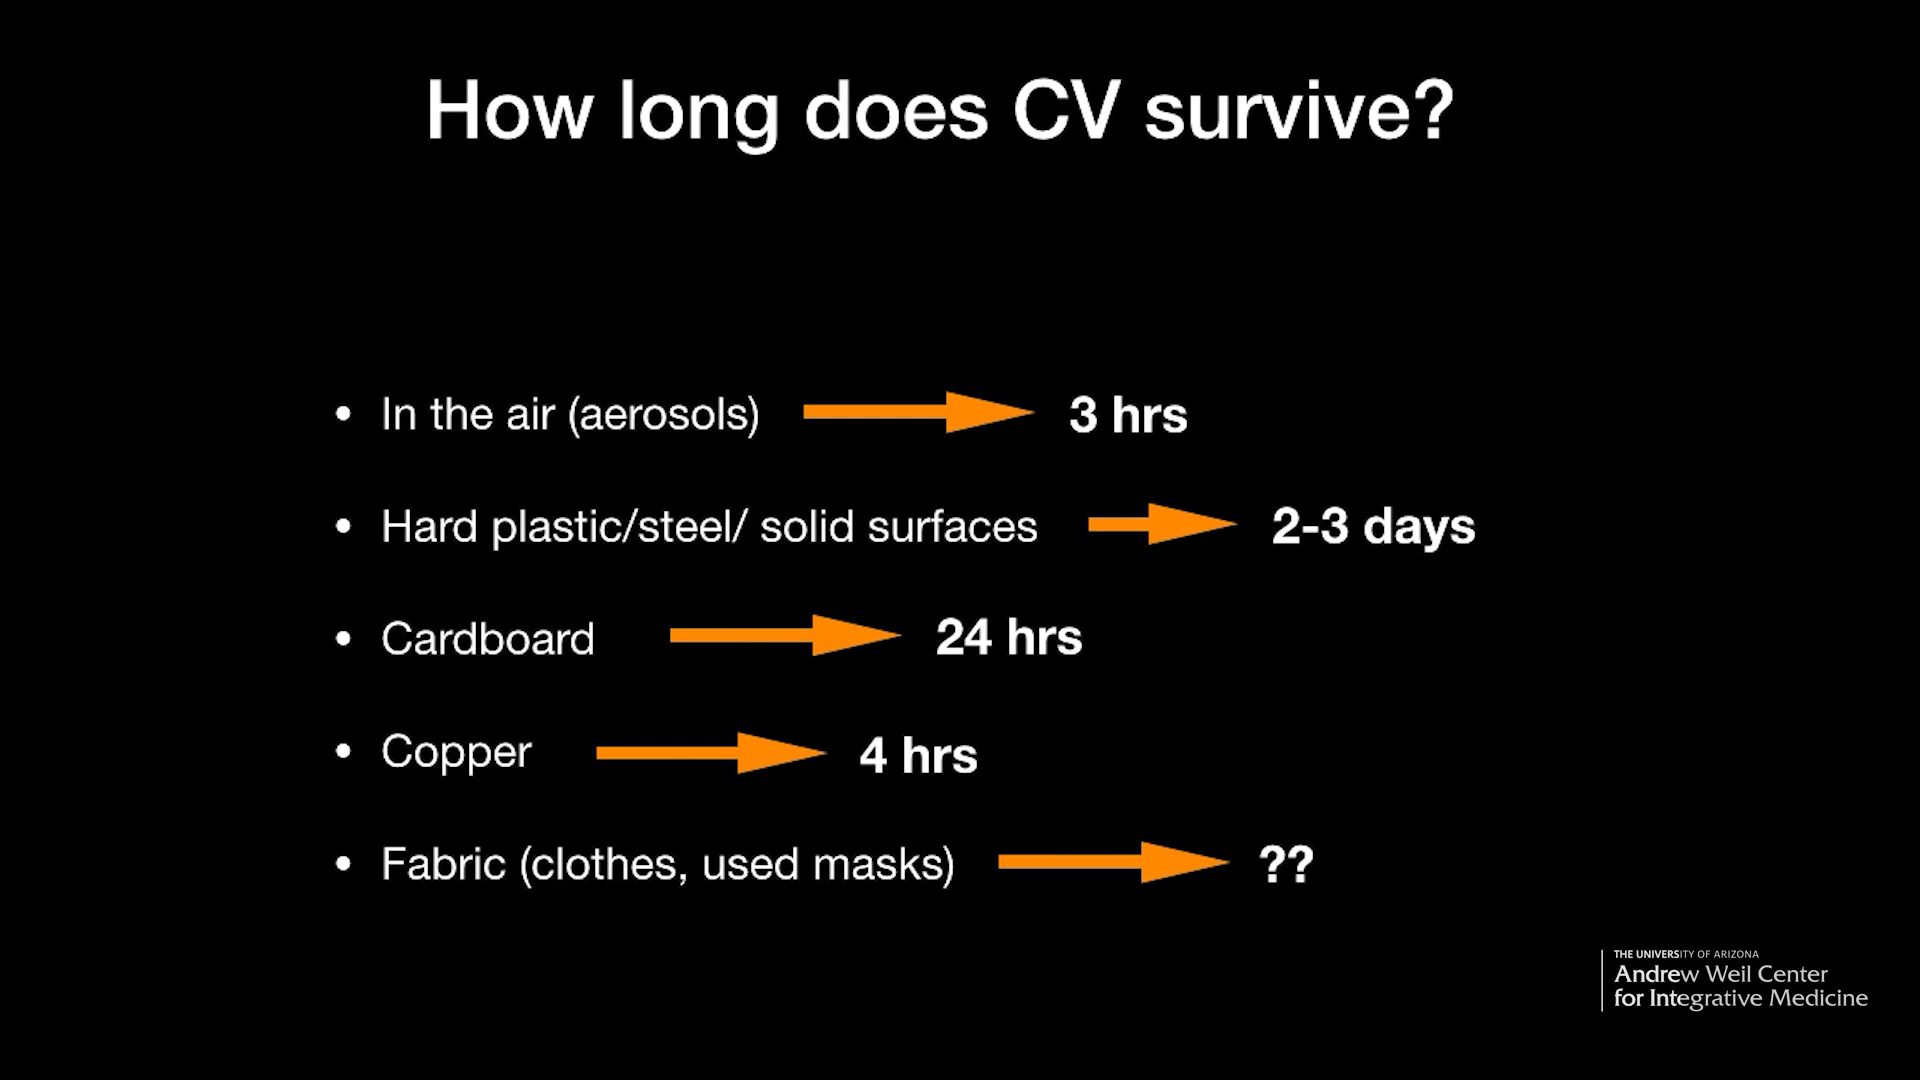 How long does CV survive?
• In the air (aerosols) 3 hrs
• Hard plastic/steel/ solid surfaces 2-3 days
• Cardboard 24 hrs
• Copper 4 hrs
• Fabric (clothes, used masks) ??
THE UNIVERSITY OF ARIZONA
Andrew Weil Center
for Integrative Medicine